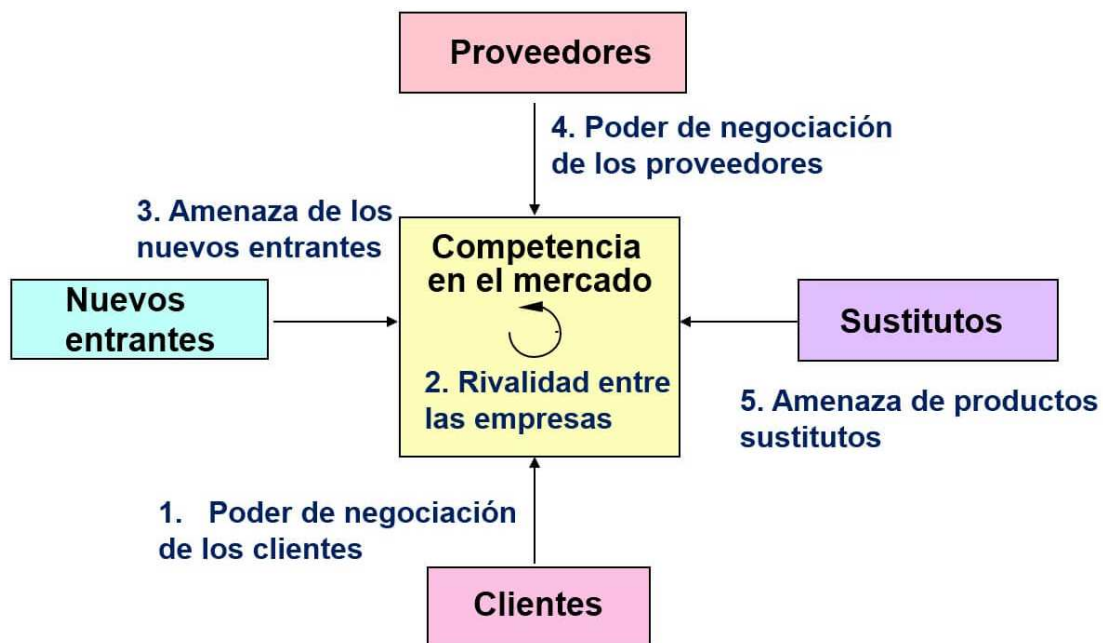 Proveedores
4. Poder de negociación
de los proveedores
3. Amenaza de los
nuevos entrantes
Competencia
en el mercado
Nuevos
entrantes
Sustitutos
2. Rivalidad entre
las empresas
5. Amenaza de productos
sustitutos
1. Poder de negociación
de los clientes
Clientes